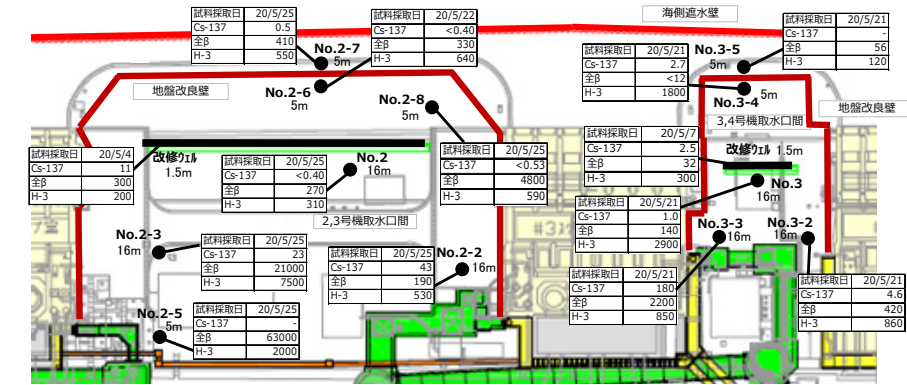 海側遮水壁
試料採取日 20/5/25
Cs-137 0.5
全β 410
H-3 550
No.2-7
5m
試料採取日 20/5/22
Cs-137 <0.40
全β 330
H-3 640
No.2-6
5m
地盤改良壁
No.2-8
5m
試料採取日 20/5/21
Cs-137 2.7
全β <12
H-3 1800
No.3-5
5m
試料採取日 20/5/21
Cs-137 -
全β 56
H-3 120
5m
No.3-4
地盤改良壁
3,4号機取水口間
試料採取日 20/5/4
Cs-137 11
全β 300
H-3 200
改修ウェル
1.5m
試料採取日 20/5/25
Cs-137 <0.40
全β 270
H-3 310
No.2
16m
2,3号機取水口間
試料採取日 20/5/25
Cs-137 <0.53
全β 4800
H-3 590
試料採取日 20/5/7
Cs-137 2.5
全β 32
H-3 300
改修ウェル 1.5m
No.3
16m
試料採取日 20/5/21
Cs-137 1.0
全β 140
H-3 2900
No.2-3
16m
試料採取日 20/5/25
Cs-137 23
全β 21000
H-3 7500
試料採取日 20/5/25
Cs-137 43
全β 190
H-3 530
No.2-2
16m
No.3-3
16m
No.3-2
16m
試料採取日 20/5/21
Cs-137 180
全β 2200
H-3 850
試料採取日 20/5/21
Cs-137 4.6
全β 420
H-3 860
No.2-5
5m
試料採取日 20/5/25
Cs-137 -
全β 63000
H-3 2000